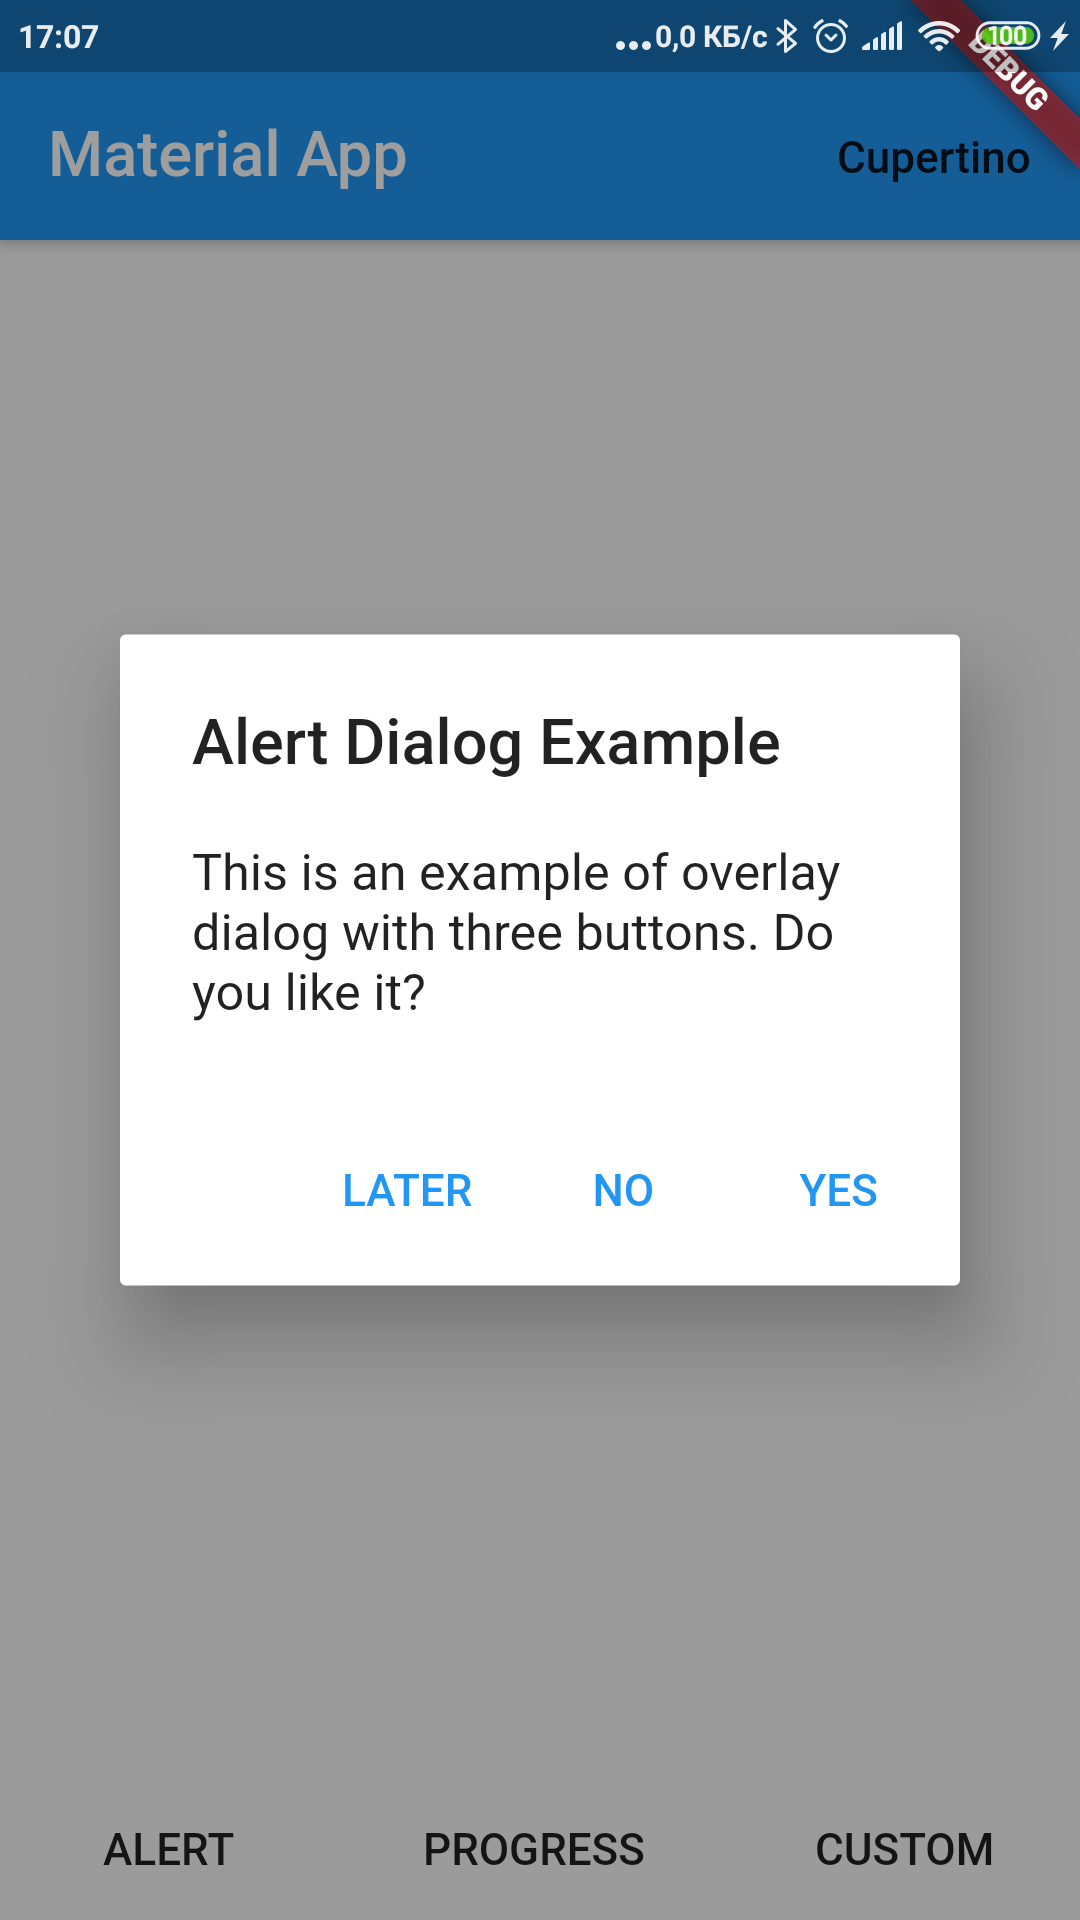 17:07
...0,0 КБ/с
100
DEBUG
Material App
Cupertino
Alert Dialog Example
This is an example of overlay
dialog with three buttons. Do
you like it?
LATER NO YES
ALERT PROGRESS CUSTOM